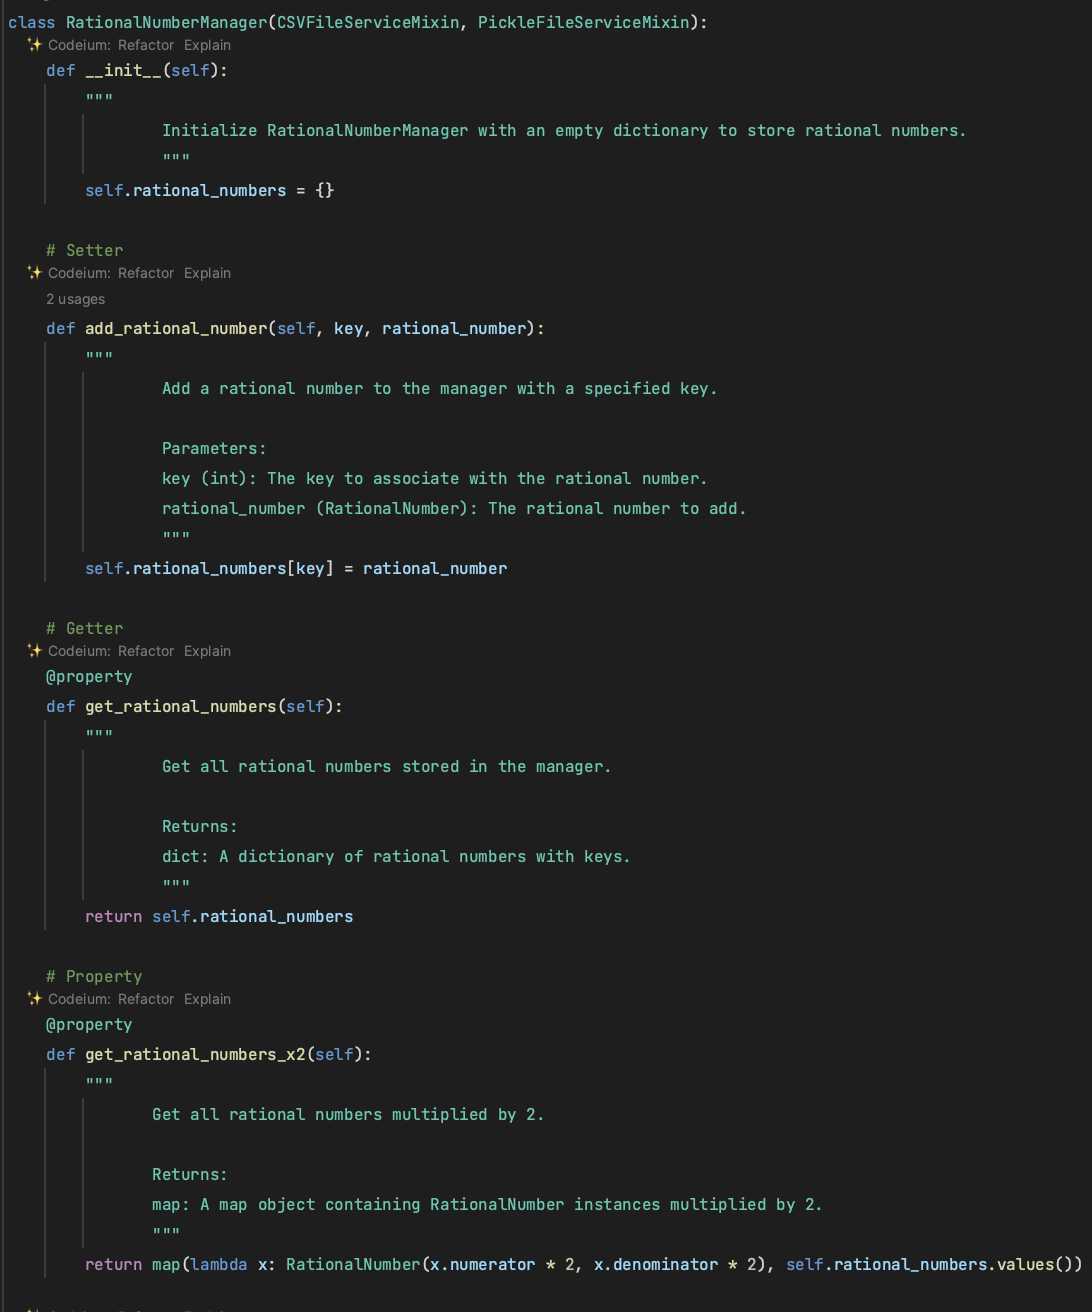 class RationalNumberManager(CSVFileServiceMixin, PickleFileServiceMixin):
Codeium: Refactor Explain
def __init__(self):
"""
Initialize RationalNumberManager with an empty dictionary to store rational numbers.
"""
self.rational_numbers = {}
# Setter
Codeium: Refactor Explain
2 usages
def add_rational_number(self, key, rational_number):
"""
Add a rational number to the manager with a specified key.
Parameters:
key (int): The key to associate with the rational number.
rational_number (RationalNumber): The rational number to add.
"""
self.rational_numbers[key] = rational_number
# Getter
Codeium: Refactor Explain
@property
def get_rational_numbers(self):
"""
Get all rational numbers stored in the manager.
Returns:
dict: A dictionary of rational numbers with keys.
"""
return self.rational_numbers
# Property
Codeium: Refactor Explain
@property
def get_rational_numbers_x2(self):
"""
Get all rational numbers multiplied by 2.
Returns:
map: A map object containing RationalNumber instances multiplied by 2.
"""
return map(lambda x: RationalNumber(x.numerator * 2, x.denominator * 2), self.rational_numbers.values())